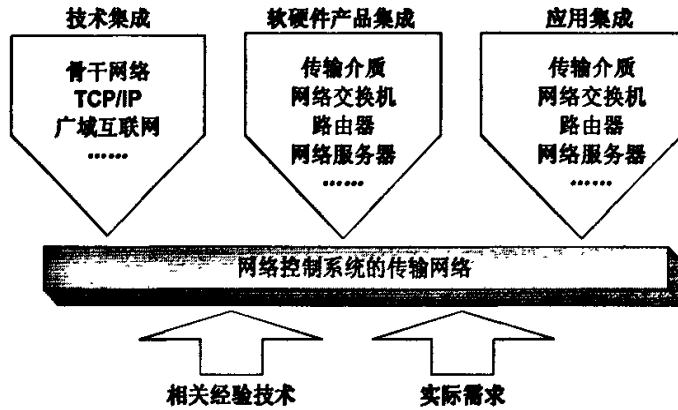 技术集成
骨干网络
TCP/IP
广域互联网
……
软硬件产品集成
传输介质
网络交换机
路由器
网络服务器
……
应用集成
传输介质
网络交换机
路由器
网络服务器
……
网络控制系统的传输网络
相关经验技术
实际需求